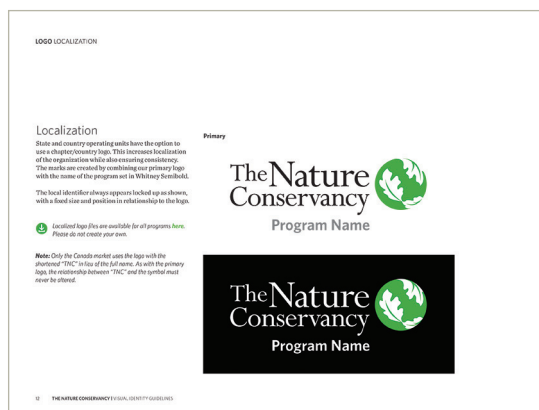 LOGO LOCALIZATION
Localization
State and country operating units have the option to
use a chapter/country logo. This increases localization
of the organization while also ensuring consistency.
The marks are created by combining our primary logo
with the name of the program set in Whitney Semibold.
The local identifier always appears locked up as shown,
with a fixed size and position in relationship to the logo.
Localized logo files are available for all programs here.
Please do not create your own.
Note: Only the Canada market uses the logo with the
shortened "TNC" in lieu of the full name. As with the primary
logo, the relationship between "TNC" and the symbol must
never be altered.
Primary
The Nature
Conservancy
Program Name
The Nature
Conservancy
Program Name
12 THE NATURE CONSERVANCY | VISUAL IDENTITY GUIDELINES